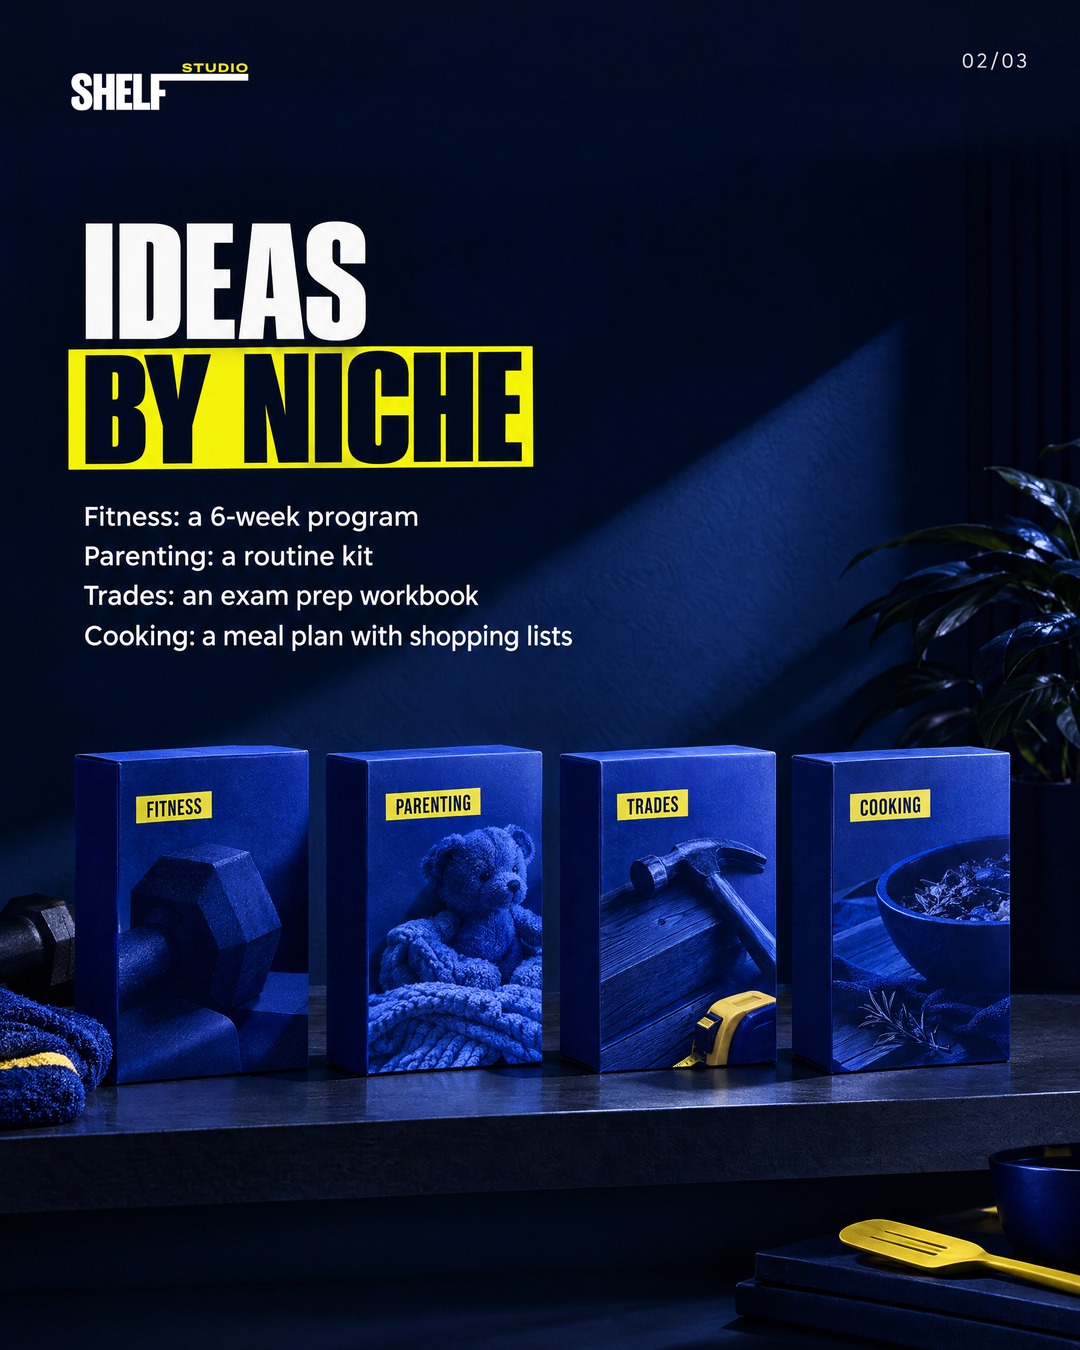 STUDIO
SHELF
02/03
IDEAS
BY NICHE
Fitness: a 6-week program
Parenting: a routine kit
Trades: an exam prep workbook
Cooking: a meal plan with shopping lists
FITNESS
PARENTING
TRADES
COOKING